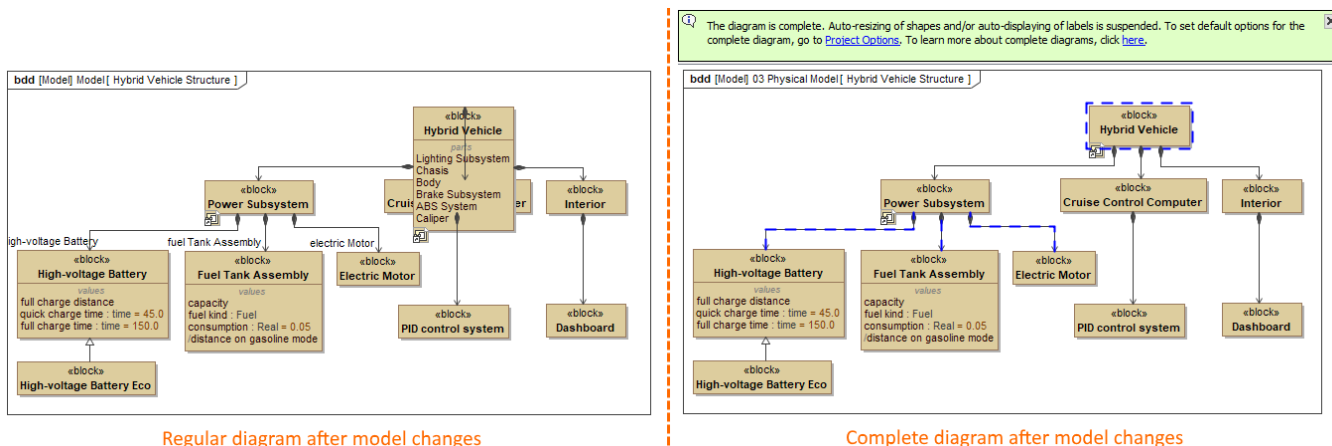 The diagram is complete. Auto-resizing of shapes and/or auto-displaying of labels is suspended. To set default options for the
complete diagram, go to Project Options. To learn more about complete diagrams, click here.
bdd [Model] Model[ Hybrid Vehicle Structure ]
«block»
Hybrid Vehicle
parts
Lighting Subsystem
Chasis
Body
Brake Subsystem
ABS System
Caliper
«block»
Power Subsystem
Cruis
er
«block»
Interior
igh-voltage Battery
fuel Tank Assembly
electric Motor
«block»
High-voltage Battery
values
full charge distance
quick charge time : time = 45.0
full charge time : time = 150.0
«block»
Fuel Tank Assembly
values
capacity
fuel kind : Fuel
consumption : Real = 0.05
/distance on gasoline mode
«block»
Electric Motor
«block»
PID control system
«block»
Dashboard
«block»
High-voltage Battery Eco
Regular diagram after model changes
bdd [Model] 03 Physical Model [ Hybrid Vehicle Structure ]
«block»
Hybrid Vehicle
«block»
Power Subsystem
«block»
Cruise Control Computer
«block»
Interior
«block»
High-voltage Battery
values
full charge distance
quick charge time : time = 45.0
full charge time : time = 150.0
«block»
Fuel Tank Assembly
values
capacity
fuel kind : Fuel
consumption : Real = 0.05
/distance on gasoline mode
«block»
Electric Motor
«block»
PID control system
«block»
Dashboard
«block»
High-voltage Battery Eco
Complete diagram after model changes